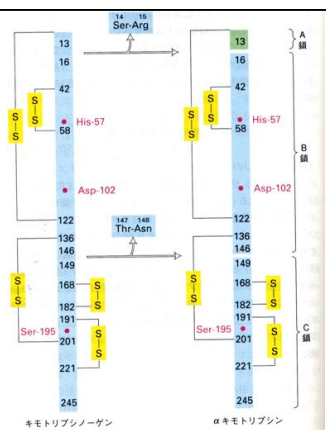 14 15
Ser-Arg
13
16
42
S-S
S-S
58
His-57
Asp-102
122
136
146
149
147 148
Thr-Asn
168
S-S
S-S
182
191
Ser-195
201
S-S
221
245
キモトリプシノーゲン
13
16
42
S-S
S-S
58
His-57
Asp-102
122
136
146
149
168
S-S
S-S
182
191
Ser-195
201
S-S
221
245
αキモトリプシン
A鎖
B鎖
C鎖